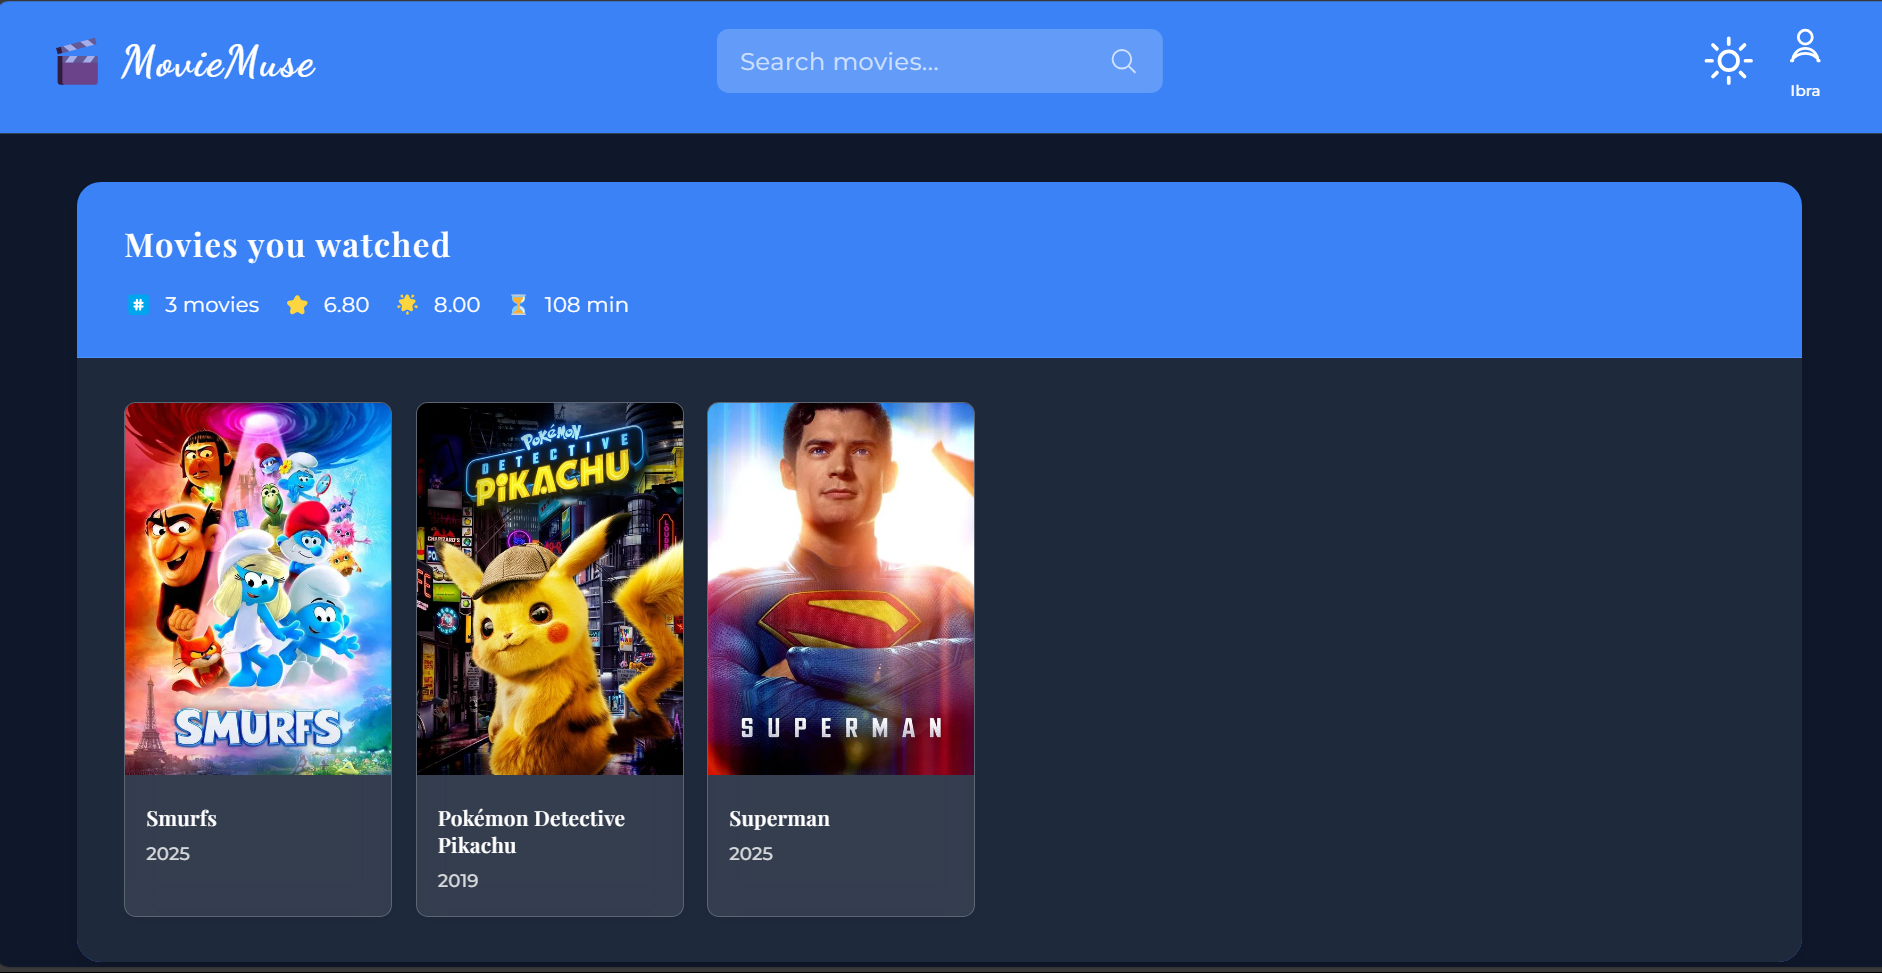 MovieMuse
Search movies...
Ibra
Movies you watched
# 3 movies 6.80 8.00 108 min
POKéMON
DETECTIVE
PIKACHU
SMURFS
SUPERMAN
Smurfs
2025
Pokémon Detective
Pikachu
2019
Superman
2025